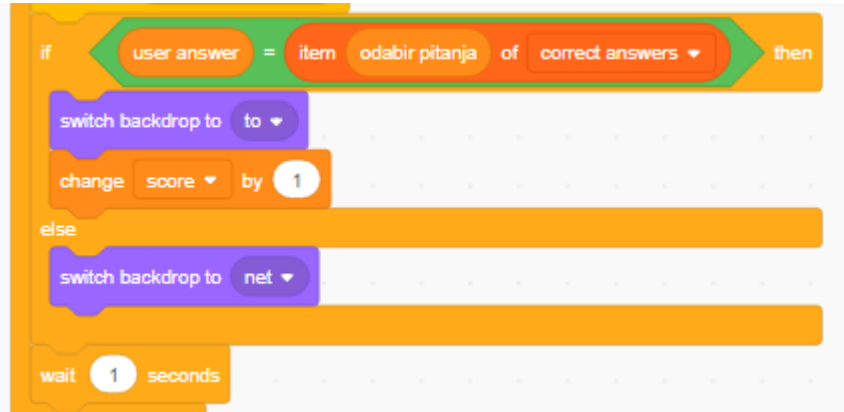 if user answer = item odabir pitanja of correct answers then
switch backdrop to to
change score by 1
else
switch backdrop to net
wait 1 seconds